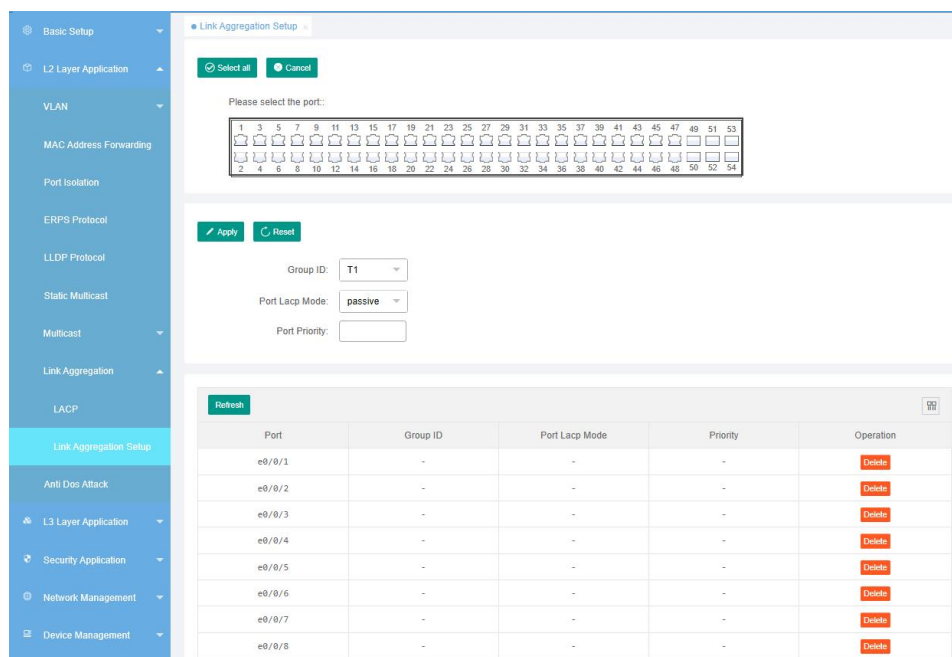 Basic Setup
L2 Layer Application
VLAN
MAC Address Forwarding
Port Isolation
ERPS Protocol
LLDP Protocol
Static Multicast
Multicast
Link Aggregation
LACP
Link Aggregation Setup
Anti Dos Attack
L3 Layer Application
Security Application
Network Management
Device Management
Link Aggregation Setup ×
Select all Cancel
Please select the port::
1 3 5 7 9 11 13 15 17 19 21 23 25 27 29 31 33 35 37 39 41 43 45 47 49 51 53
2 4 6 8 10 12 14 16 18 20 22 24 26 28 30 32 34 36 38 40 42 44 46 48 50 52 54
Apply Reset
Group ID: T1
Port Lacp Mode: passive
Port Priority:
Refresh
Port Group ID Port Lacp Mode Priority Operation
e0/0/1 - - - Delete
e0/0/2 - - - Delete
e0/0/3 - - - Delete
e0/0/4 - - - Delete
e0/0/5 - - - Delete
e0/0/6 - - - Delete
e0/0/7 - - - Delete
e0/0/8 - - - Delete